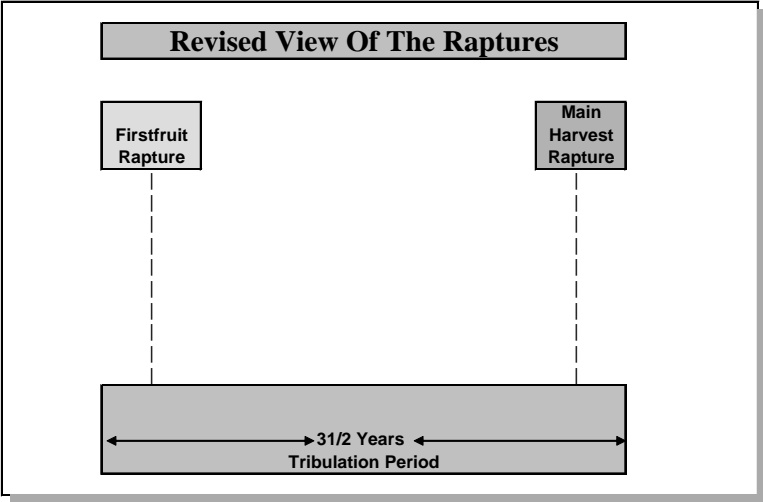 Revised View Of The Raptures
Firstfruit
Rapture
Main
Harvest
Rapture
31/2 Years
Tribulation Period